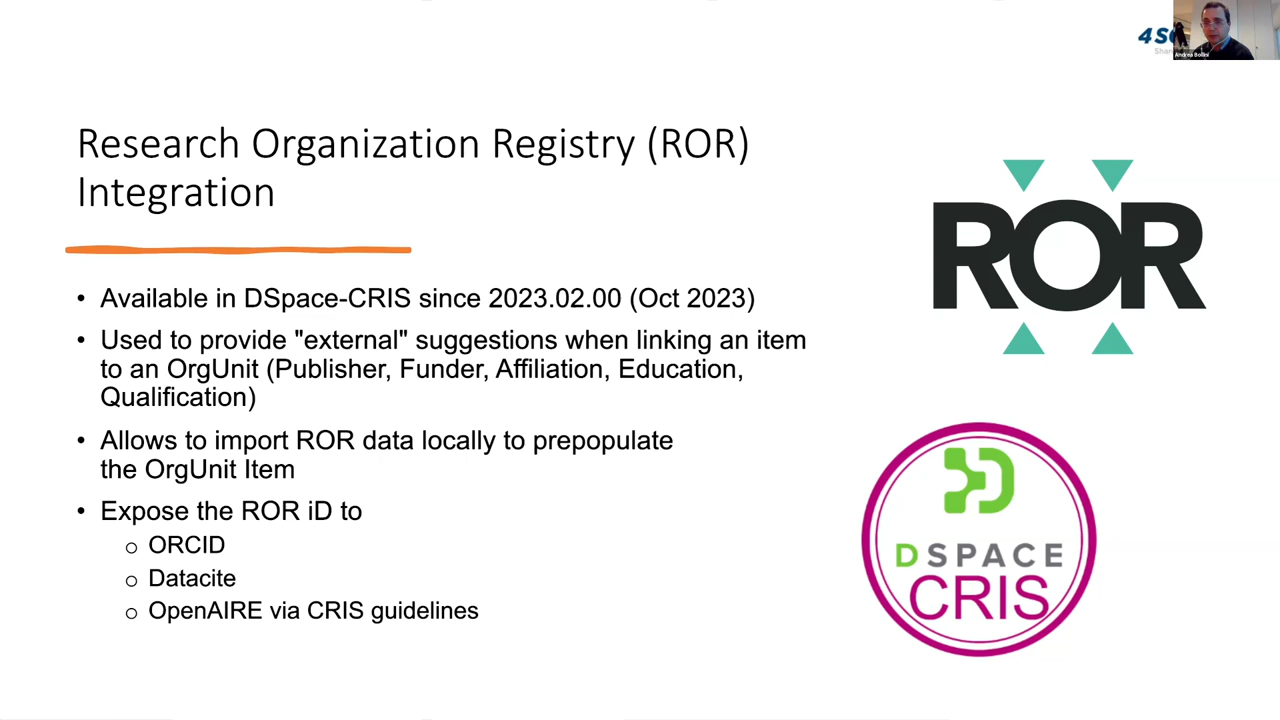 4S
Andrea Bollini
Research Organization Registry (ROR)
Integration
ROR
• Available in DSpace-CRIS since 2023.02.00 (Oct 2023)
• Used to provide "external" suggestions when linking an item
to an OrgUnit (Publisher, Funder, Affiliation, Education,
Qualification)
• Allows to import ROR data locally to prepopulate
the OrgUnit Item
• Expose the ROR iD to
o ORCID
o Datacite
o OpenAIRE via CRIS guidelines
DSPACE
CRIS